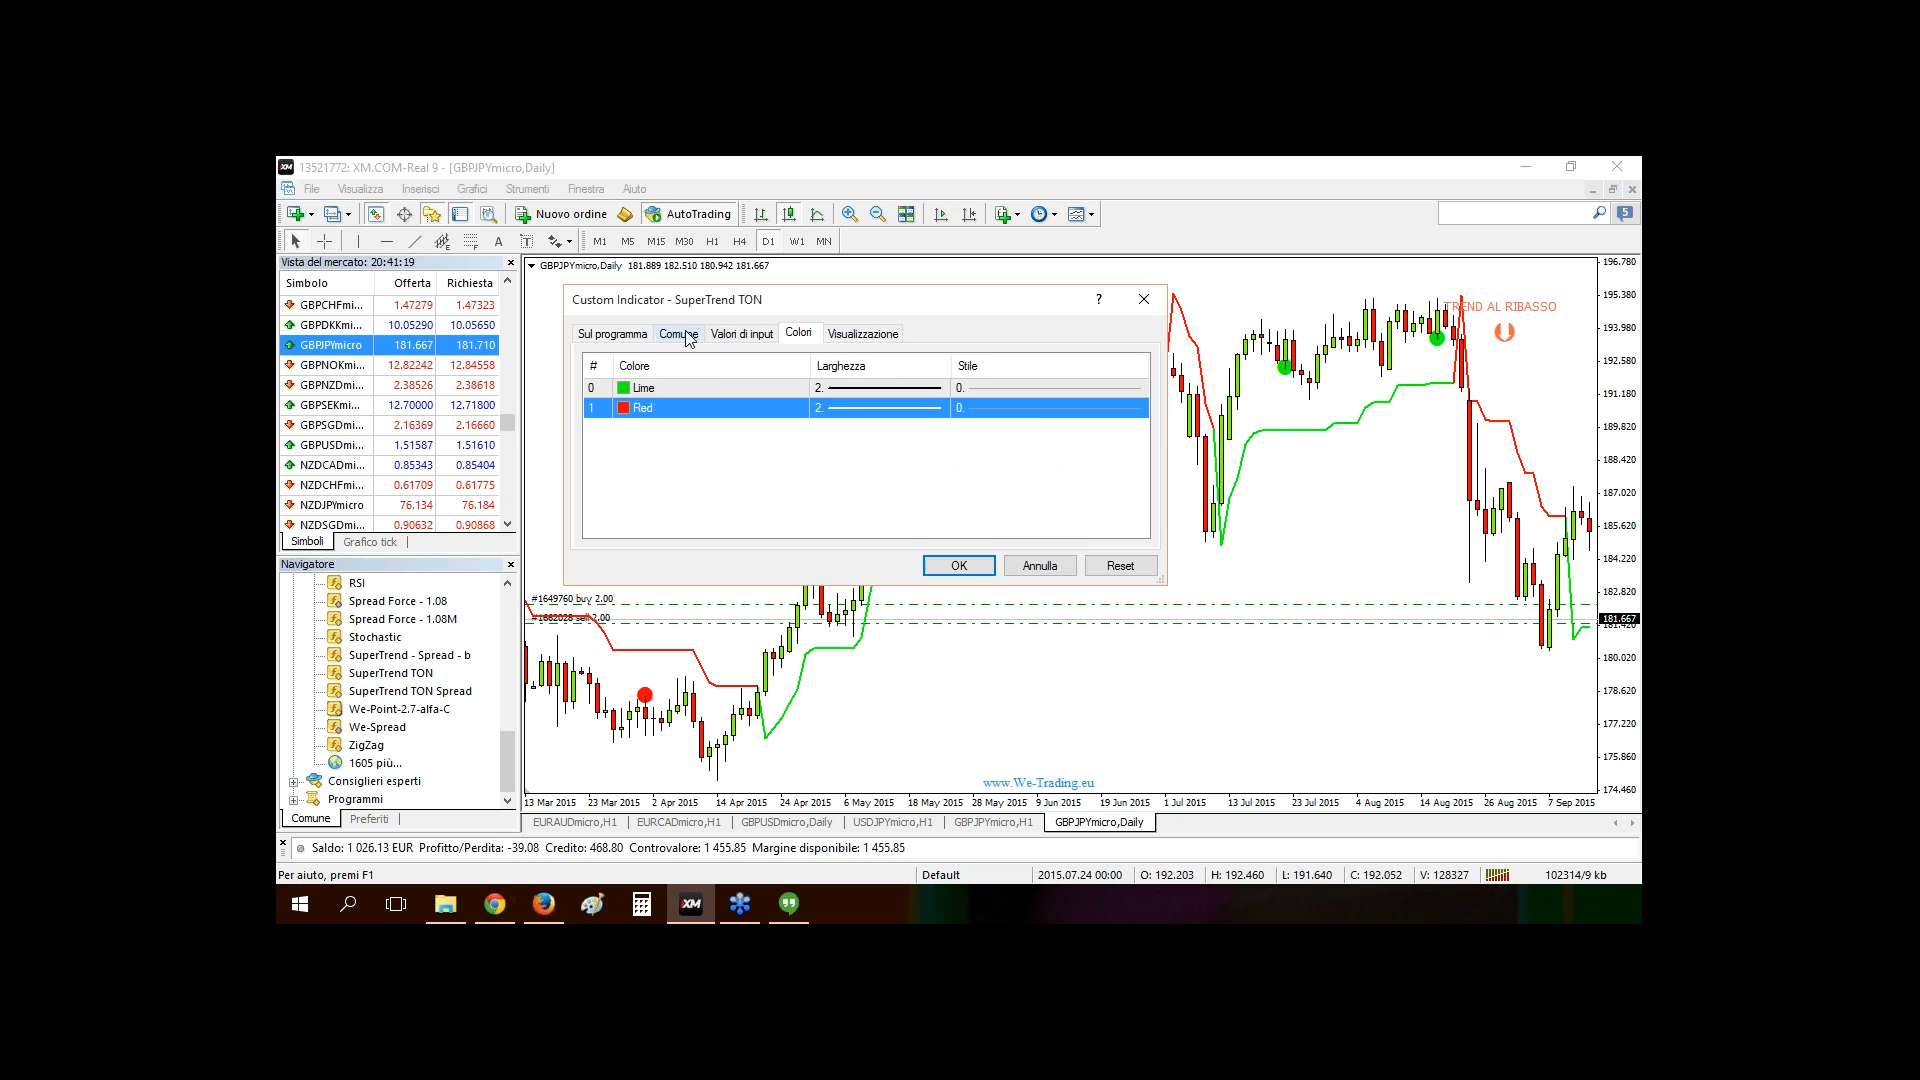 13521772: XM.COM-Real 9 - [GBPJPYmicro,Daily]
File Visualizza Inserisci Grafici Strumenti Finestra Aiuto
Nuovo ordine AutoTrading
5
A T M1 M5 M15 M30 H1 H4 D1 W1 MN
Vista del mercato: 20:41:19
Simbolo Offerta Richiesta
GBPCHFmi... 1.47279 1.47323
GBPDKKmi... 10.05290 10.05650
GBPJPYmicro 181.667 181.710
GBPNOKmi... 12.82242 12.84558
GBPNZDmi... 2.38526 2.38618
GBPSEKmi... 12.70000 12.71800
GBPSGDmi... 2.16369 2.16660
GBPUSDmi... 1.51587 1.51610
NZDCADmi... 0.85343 0.85404
NZDCHFmi... 0.61709 0.61775
NZDJPYmicro 76.134 76.184
NZDSGDmi... 0.90632 0.90868
Simboli Grafico tick
Navigatore
RSI
Spread Force - 1.08
Spread Force - 1.08M
Stochastic
SuperTrend - Spread - b
SuperTrend TON
SuperTrend TON Spread
We-Point-2.7-alfa-C
We-Spread
ZigZag
1605 più...
Consiglieri esperti
Programmi
Comune Preferiti
GBPJPYmicro,Daily 181.889 182.510 180.942 181.667
Custom Indicator - SuperTrend TON
Sul programma Comune Valori di input Colori Visualizzazione
# Colore Larghezza Stile
0 Lime 2. 0.
1 Red 2. 0.
OK Annulla Reset
TREND AL RIBASSO
#1649760 buy 2.00
#1682028 sell 2.00
www.We-Trading.eu
196.780
195.380
193.980
192.580
191.180
189.820
188.420
187.020
185.620
184.220
182.820
181.667
181.420
180.020
178.620
177.220
175.860
174.460
13 Mar 2015 23 Mar 2015 2 Apr 2015 14 Apr 2015 24 Apr 2015 6 May 2015 18 May 2015 28 May 2015 9 Jun 2015 19 Jun 2015 1 Jul 2015 13 Jul 2015 23 Jul 2015 4 Aug 2015 14 Aug 2015 26 Aug 2015 7 Sep 2015
EURAUDmicro,H1 EURCADmicro,H1 GBPUSDmicro,Daily USDJPYmicro,H1 GBPJPYmicro,H1 GBPJPYmicro,Daily
Saldo: 1 026.13 EUR Profitto/Perdita: -39.08 Credito: 468.80 Controvalore: 1 455.85 Margine disponibile: 1 455.85
Per aiuto, premi F1 Default 2015.07.24 00:00 O: 192.203 H: 192.460 L: 191.640 C: 192.052 V: 128327 102314/9 kb
XM